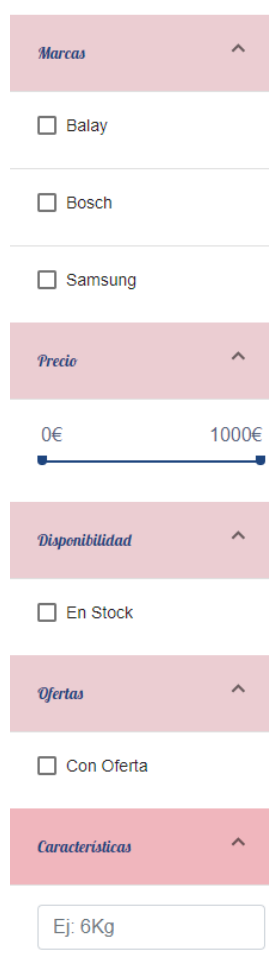 Marcas
Balay
Bosch
Samsung
Precio
0€ 1000€
Disponibilidad
En Stock
Ofertas
Con Oferta
Características
Ej: 6Kg